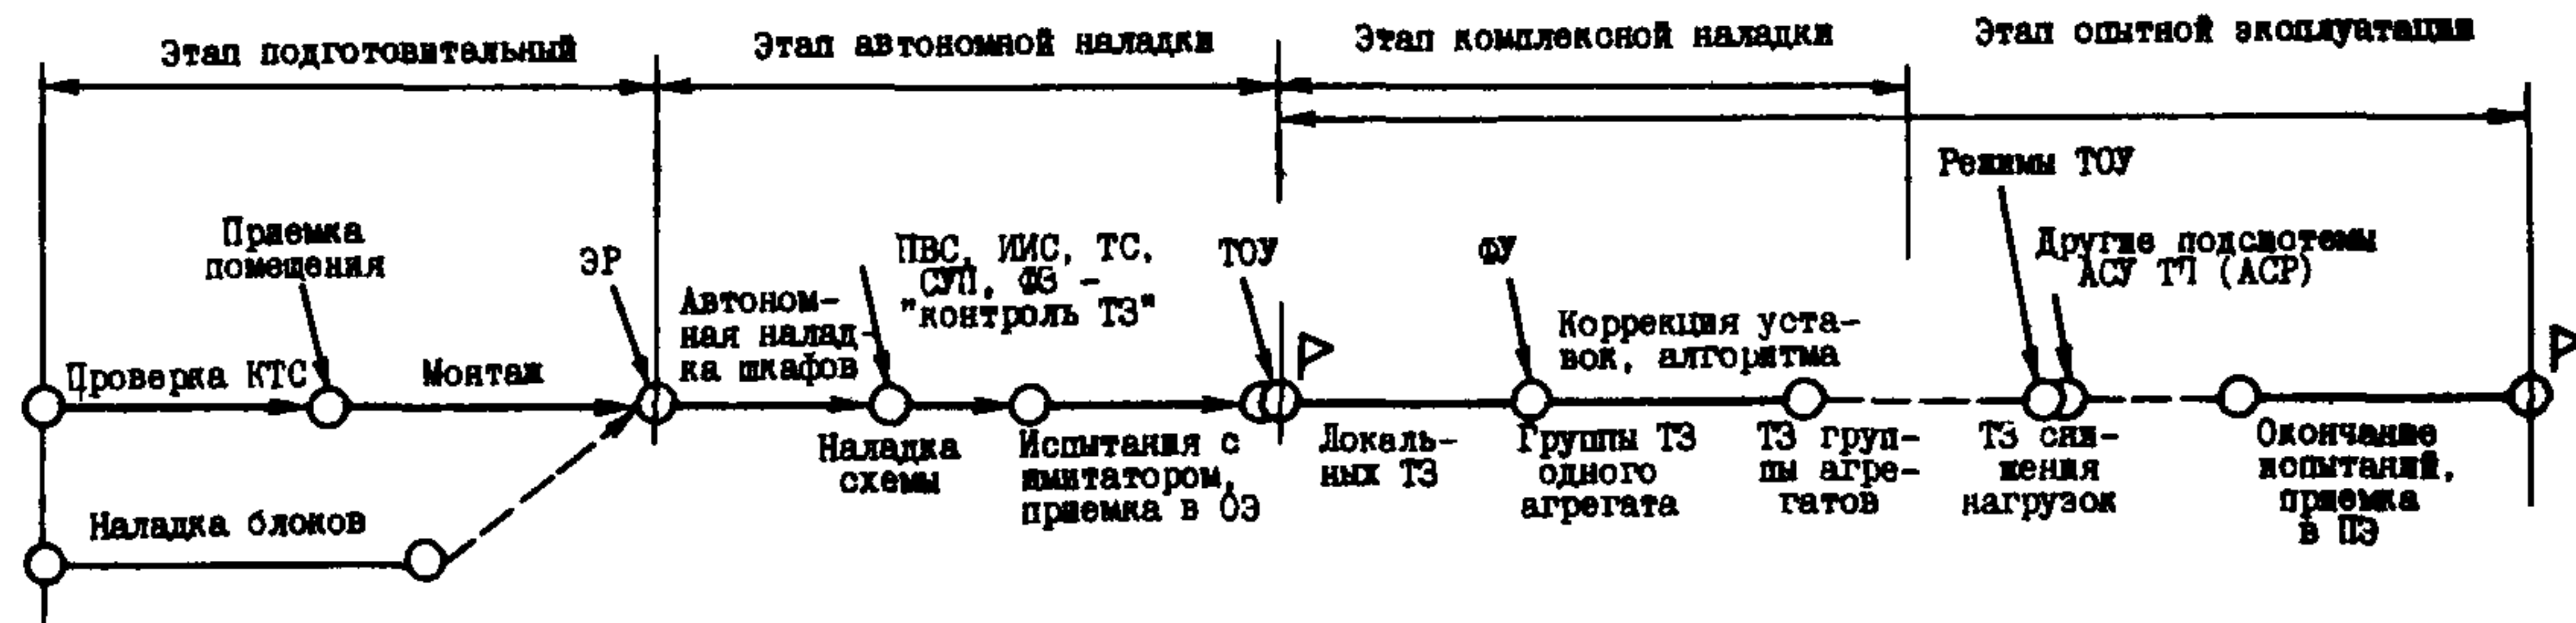 Этап подготовительный
Этап автономной наладки
Этап комплексной наладки
Этап опытной эксплуатации
Режимы ТОУ
Приемка
помещения
ЭР
ПВС, ИИС, ТС,
СУП, ФЗ -
"контроль ТЗ"
ТОУ
ФУ
Другие подсистемы
АСУ ТП (АСР)
Проверка КТС
Монтаж
Автоном-
ная налад-
ка шкафов
Коррекция уста-
вок, алгоритма
Наладка
схемы
Испытания с
имитатором,
приемка в ОЭ
Локаль-
ных ТЗ
Группы ТЗ
одного
агрегата
ТЗ груп-
пы агре-
гатов
ТЗ сни-
жения
нагрузок
Окончание
испытаний,
приемка
в ПЭ
Наладка блоков